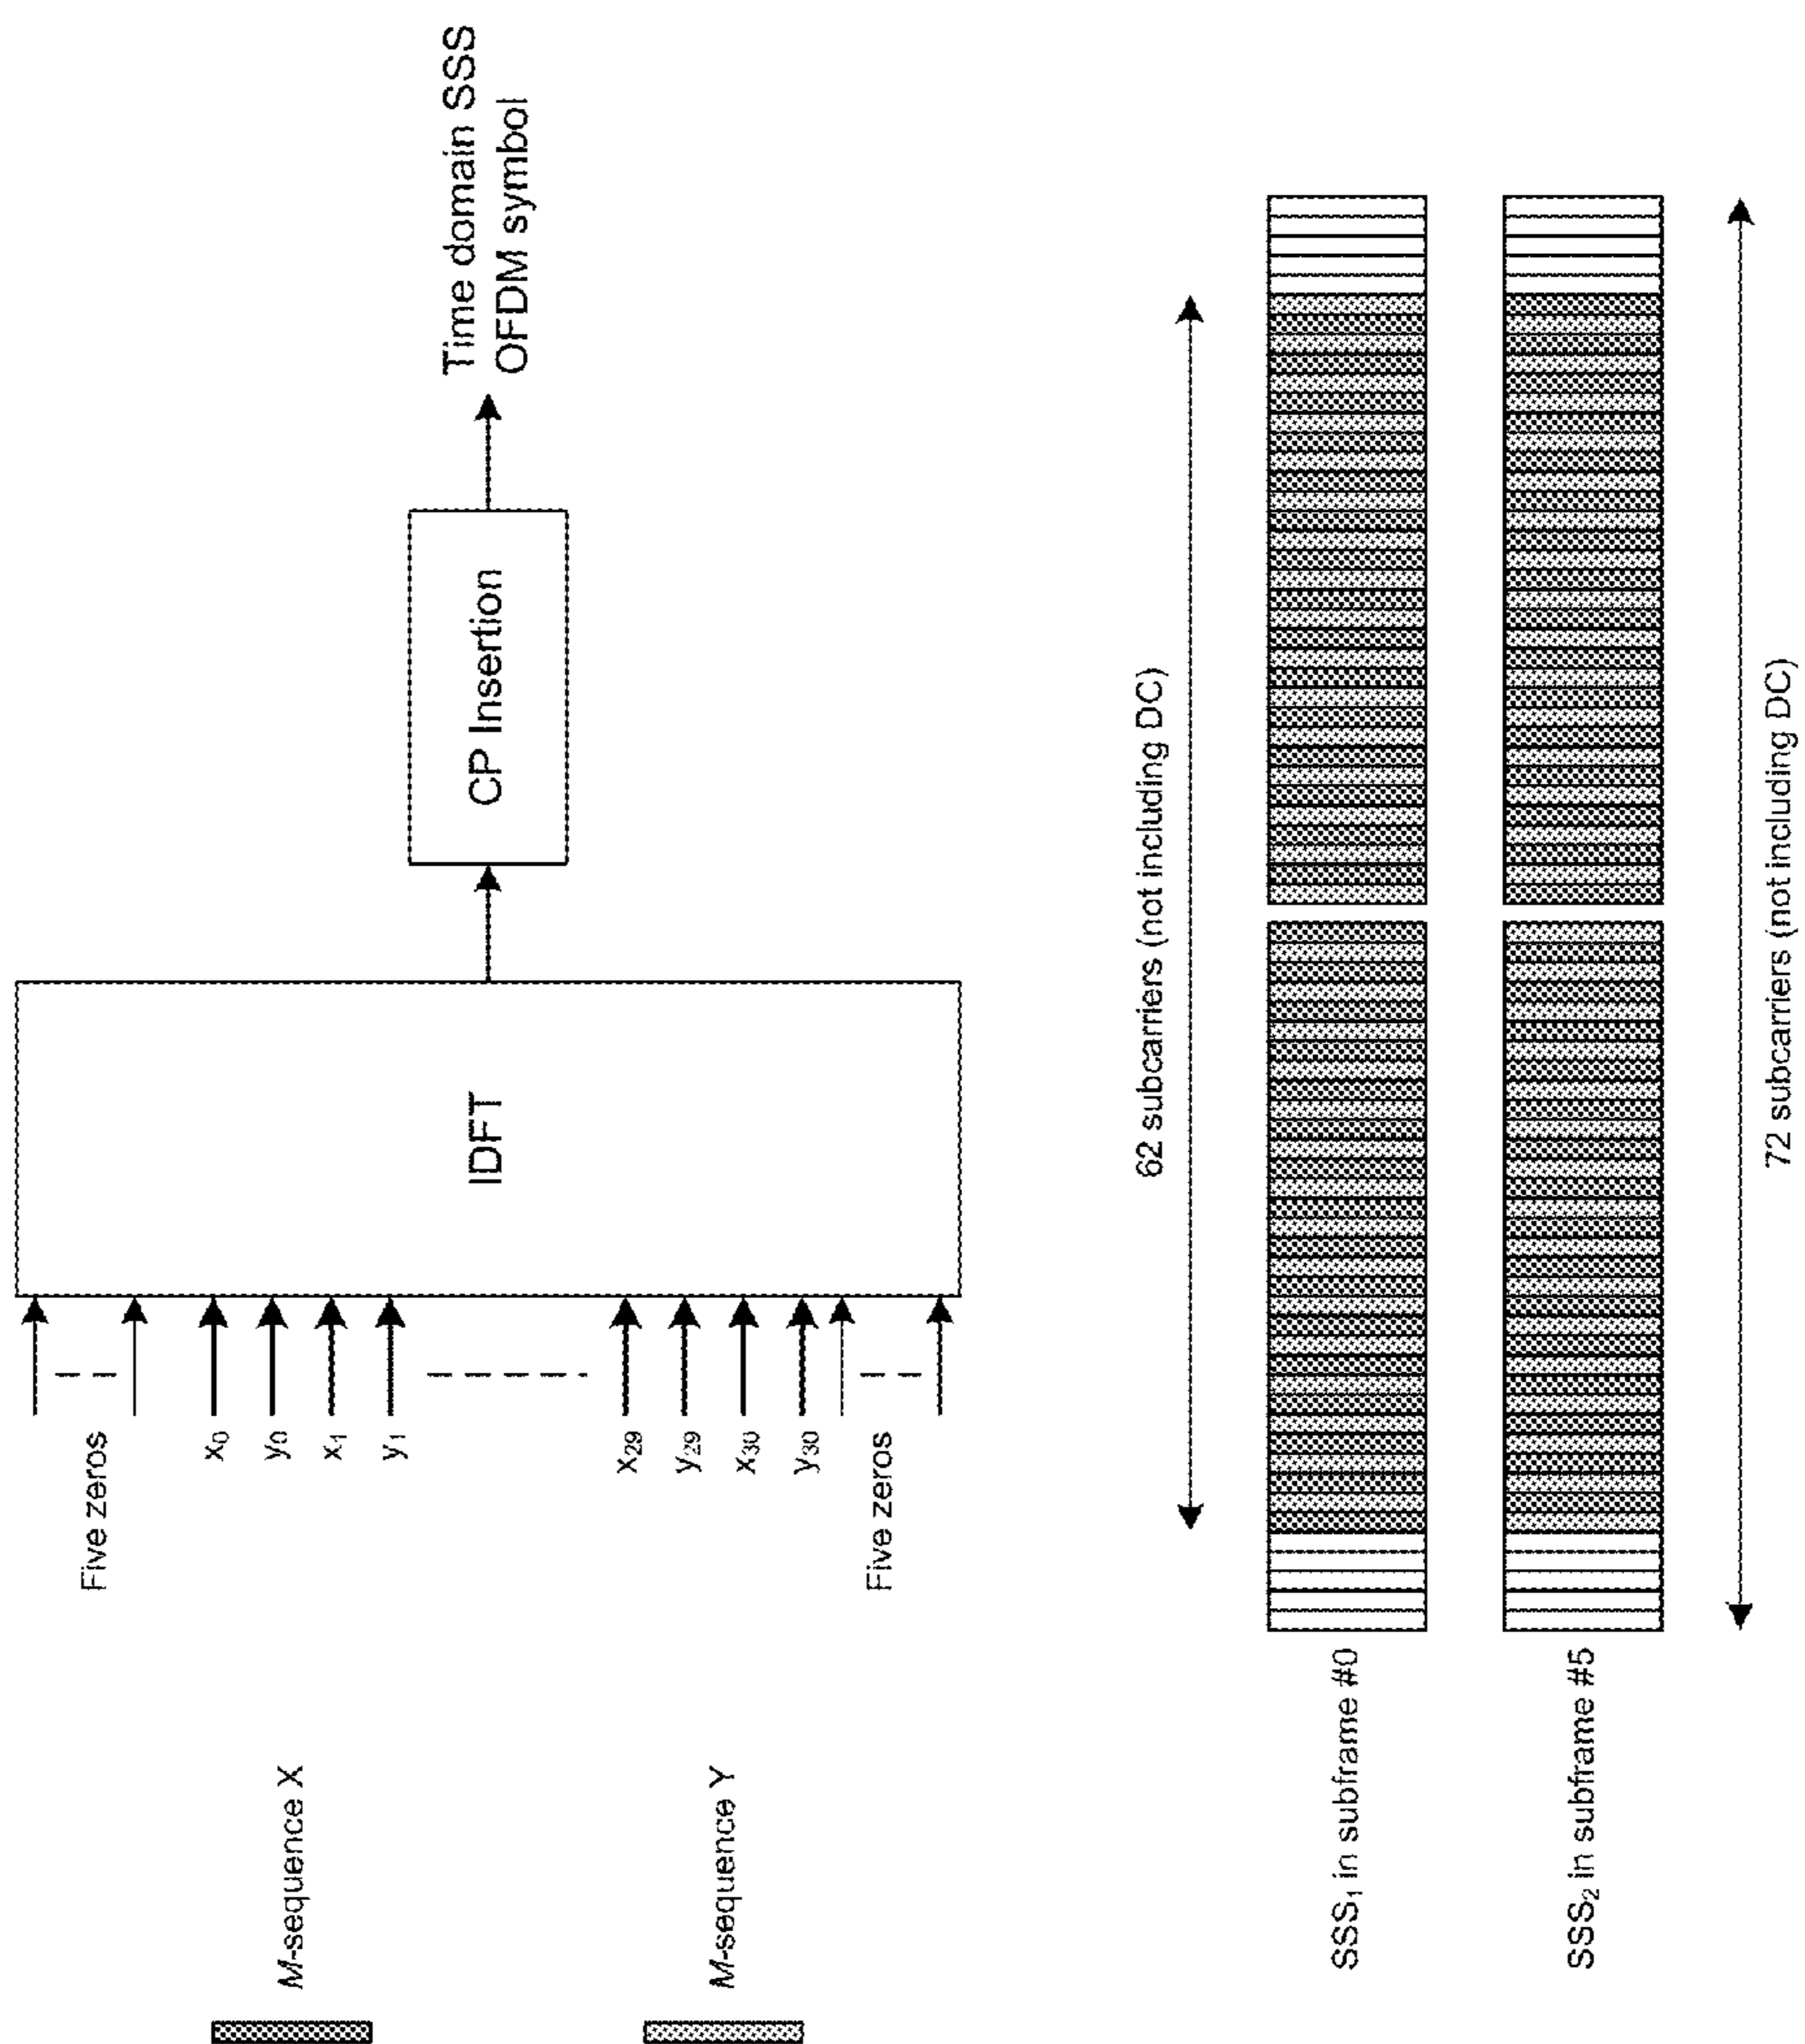 Time domain SSS
OFDM symbol
CP Insertion
IDFT
Five zeros
x0
y0
x1
y1
x29
y29
x30
y30
Five zeros
M-sequence X
M-sequence Y
62 subcarriers (not including DC)
SSS1 in subframe #0
SSS2 in subframe #5
72 subcarriers (not including DC)